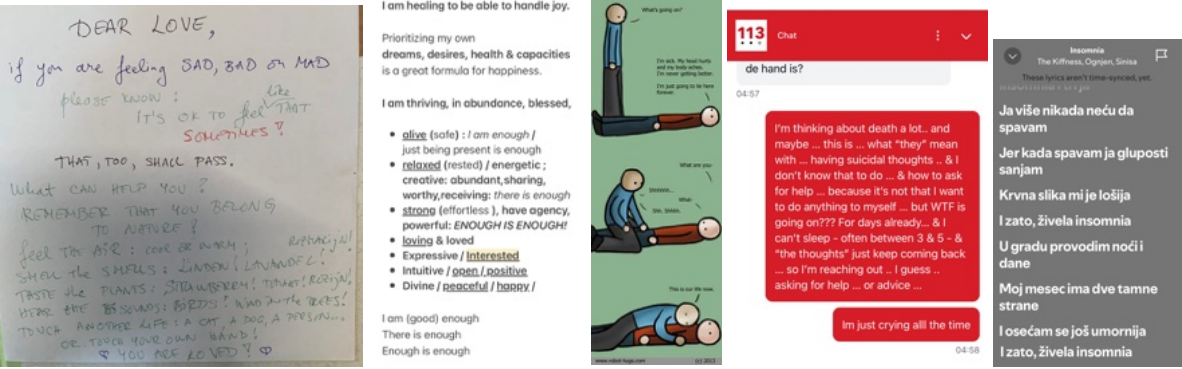 DEAR LOVE,
if you are feeling SAD, BAD or MAD
please KNOW :
IT'S OK TO feel like THAT
SOMETIMES!
THAT, TOO, SHALL PASS.
What CAN HELP YOU?
REMEMBER THAT YOU BELONG
TO NATURE!
feel THE AIR : COOL OR WARM ;
SMELL THE SMELLS : LINDEN! LAVANDEL! ROZMARIJN!
TASTE the PLANTS : STRAWBERRY! TOMAT! ROZIJN!
HEAR THE SOUNDS : BIRDS! WIND IN the TREES!
TOUCH ANOTHER LIFE : A CAT, A DOG, A PERSON...
OR TOUCH YOUR OWN HAND!
YOU ARE LOVED!
I am healing to be able to handle joy.
Prioritizing my own
dreams, desires, health & capacities
is a great formula for happiness.
I am thriving, in abundance, blessed,
alive (safe) : I am enough /
just being present is enough
relaxed (rested) / energetic ;
creative: abundant,sharing,
worthy,receiving: there is enough
strong (effortless ), have agency,
powerful: ENOUGH IS ENOUGH!
loving & loved
Expressive / Interested
Intuitive / open / positive
Divine / peaceful / happy /
I am (good) enough
There is enough
Enough is enough
What's going on?
I'm sick. My head hurts
and my body aches.
I'm never getting better.
I'm just going to lie here
forever.
What are you-
Shhhhh...
What-
Shh. Shhhh.
This is our life now.
www.robot-hugs.com
(c) 2013
113
Chat
de hand is?
04:57
I'm thinking about death a lot.. and
maybe ... this is ... what "they" mean
with ... having suicidal thoughts .. & I
don't know that to do ... & how to ask
for help ... because it's not that I want
to do anything to myself ... but WTF is
going on??? For days already... & I
can't sleep - often between 3 & 5 - &
"the thoughts" just keep coming back
... so I'm reaching out .. I guess ..
asking for help ... or advice ...
Im just crying alll the time
04:58
Insomnia
The Kiffness, Ognjen, Sinisa
These lyrics aren't time-synced, yet.
Ja više nikada neću da
spavam
Jer kada spavam ja gluposti
sanjam
Krvna slika mi je lošija
I zato, živela insomnia
U gradu provodim noći i
dane
Moj mesec ima dve tamne
strane
I osećam se još umornija
I zato, živela insomnia